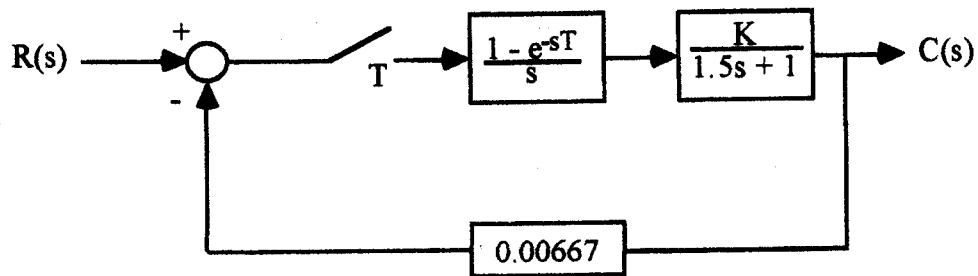 +
R(s)
-
T
1 - e-sT
s
K
1.5s + 1
C(s)
0.00667